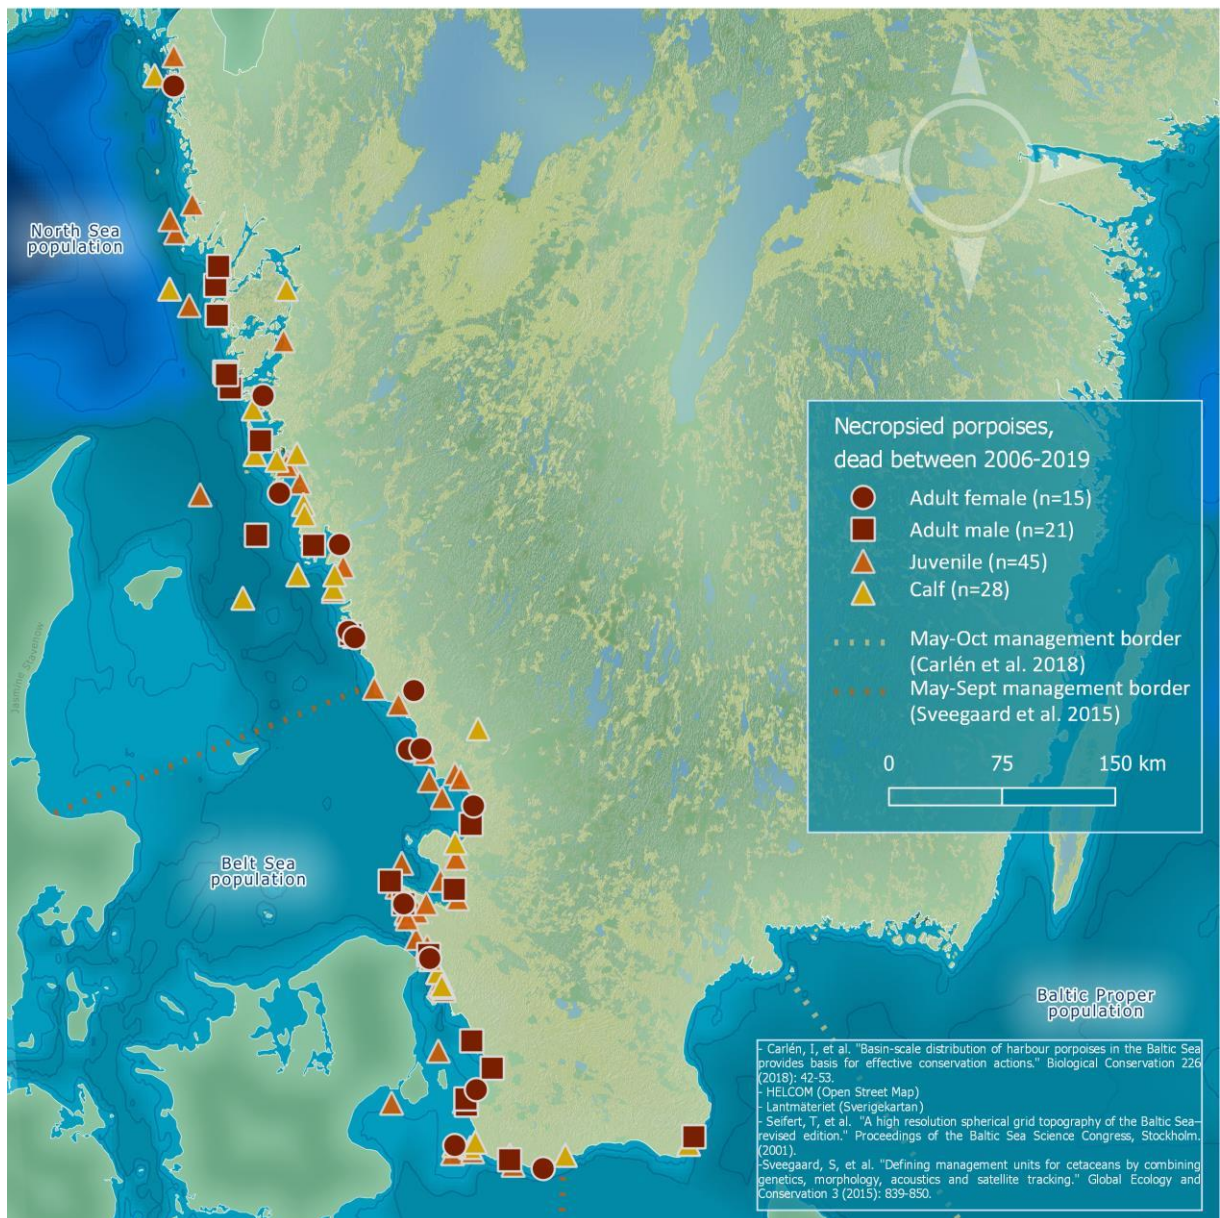 North Sea
population
Necropsied porpoises,
dead between 2006-2019
Adult female (n=15)
Adult male (n=21)
Juvenile (n=45)
Calf (n=28)
May-Oct management border
(Carlén et al. 2018)
May-Sept management border
(Sveegaard et al. 2015)
0 75 150 km
Jasmine Stavenow
Belt Sea
population
Baltic Proper
population
- Carlén, I, et al. "Basin-scale distribution of harbour porpoises in the Baltic Sea
provides basis for effective conservation actions." Biological Conservation 226
(2018): 42-53.
- HELCOM (Open Street Map)
- Lantmäteriet (Sverigekartan)
- Seifert, T, et al. "A high resolution spherical grid topography of the Baltic Sea–
revised edition." Proceedings of the Baltic Sea Science Congress, Stockholm.
(2001).
-Sveegaard, S, et al. "Defining management units for cetaceans by combining
genetics, morphology, acoustics and satellite tracking." Global Ecology and
Conservation 3 (2015): 839-850.